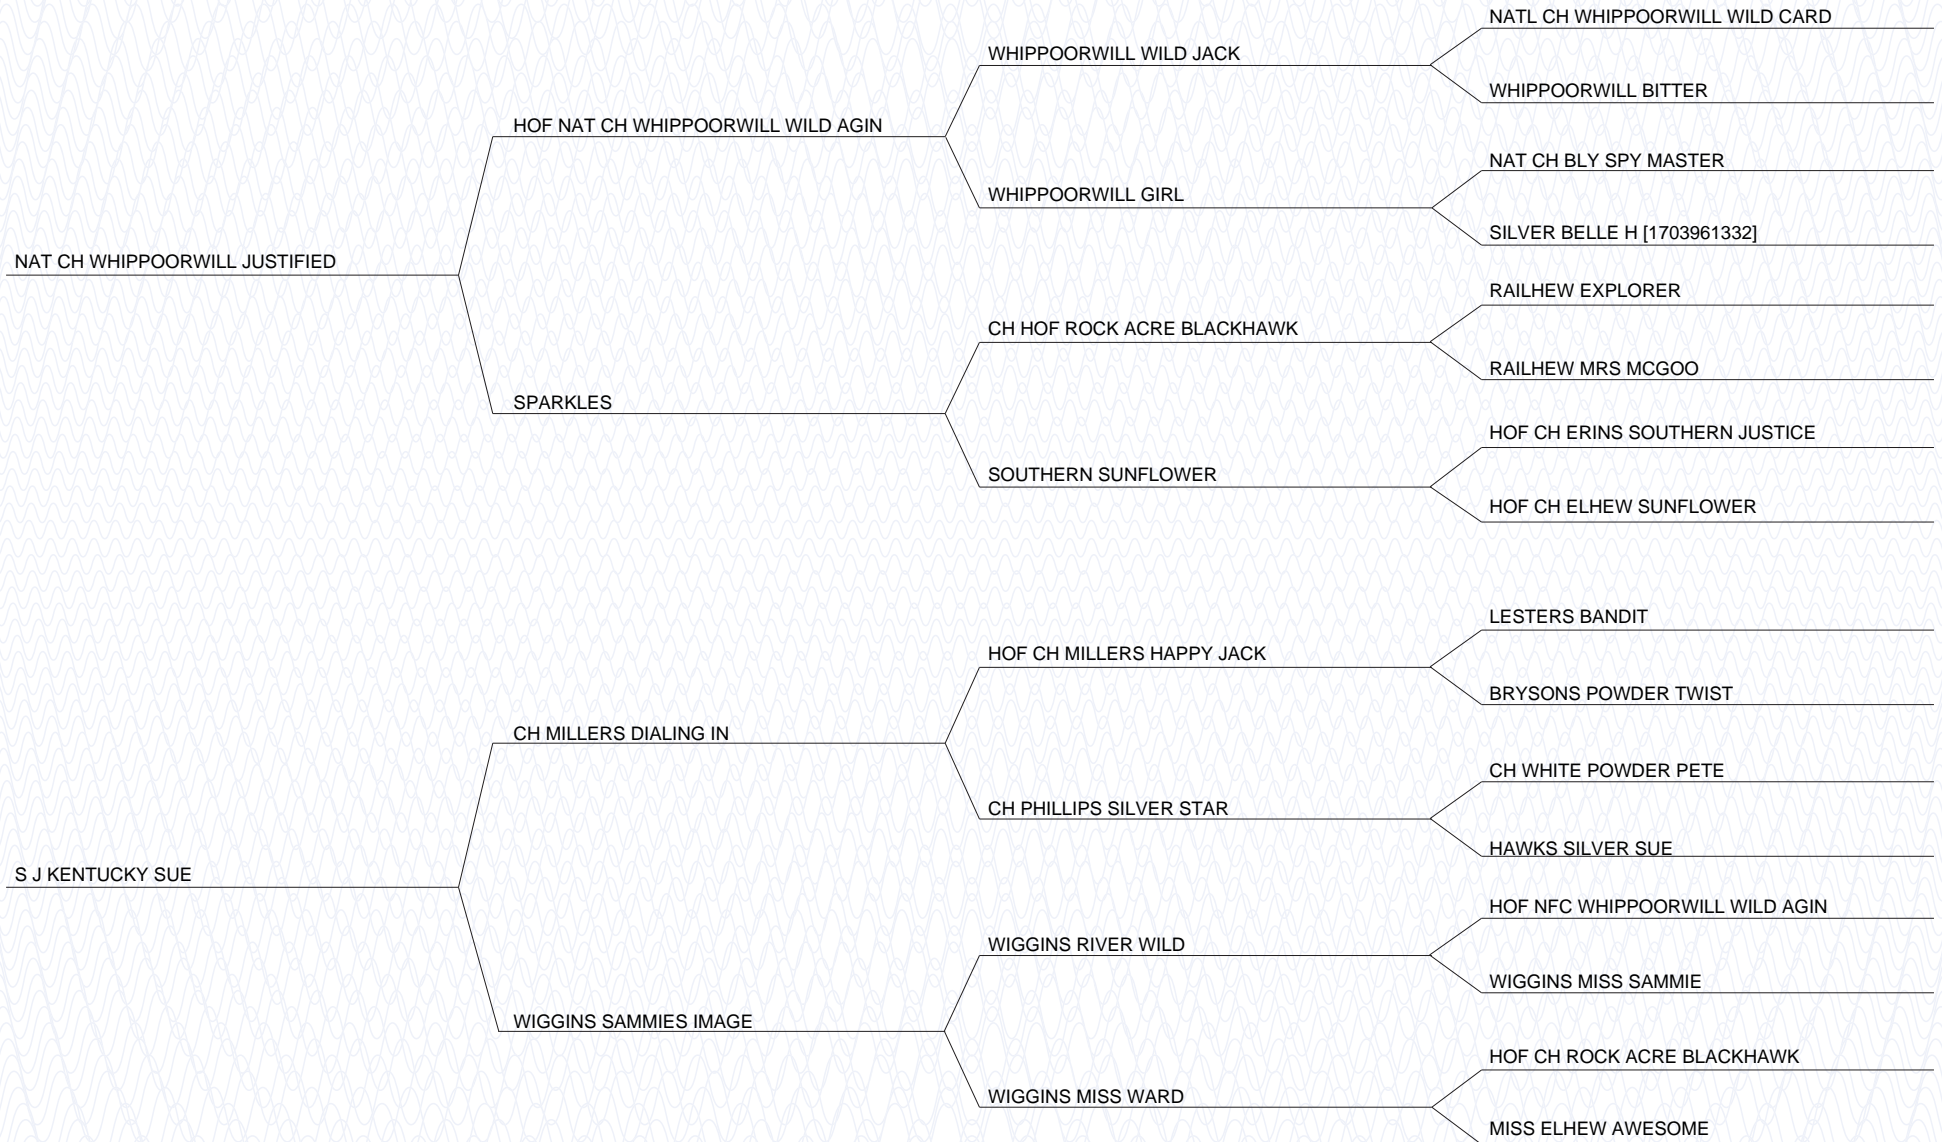 NATL CH WHIPPOORWILL WILD CARD
WHIPPOORWILL WILD JACK
WHIPPOORWILL BITTER
HOF NAT CH WHIPPOORWILL WILD AGIN
NAT CH BLY SPY MASTER
WHIPPOORWILL GIRL
SILVER BELLE H [1703961332]
NAT CH WHIPPOORWILL JUSTIFIED
RAILHEW EXPLORER
CH HOF ROCK ACRE BLACKHAWK
RAILHEW MRS MCGOO
SPARKLES
HOF CH ERINS SOUTHERN JUSTICE
SOUTHERN SUNFLOWER
HOF CH ELHEW SUNFLOWER
LESTERS BANDIT
HOF CH MILLERS HAPPY JACK
BRYSONS POWDER TWIST
CH MILLERS DIALING IN
CH WHITE POWDER PETE
CH PHILLIPS SILVER STAR
HAWKS SILVER SUE
S J KENTUCKY SUE
HOF NFC WHIPPOORWILL WILD AGIN
WIGGINS RIVER WILD
WIGGINS MISS SAMMIE
WIGGINS SAMMIES IMAGE
HOF CH ROCK ACRE BLACKHAWK
WIGGINS MISS WARD
MISS ELHEW AWESOME